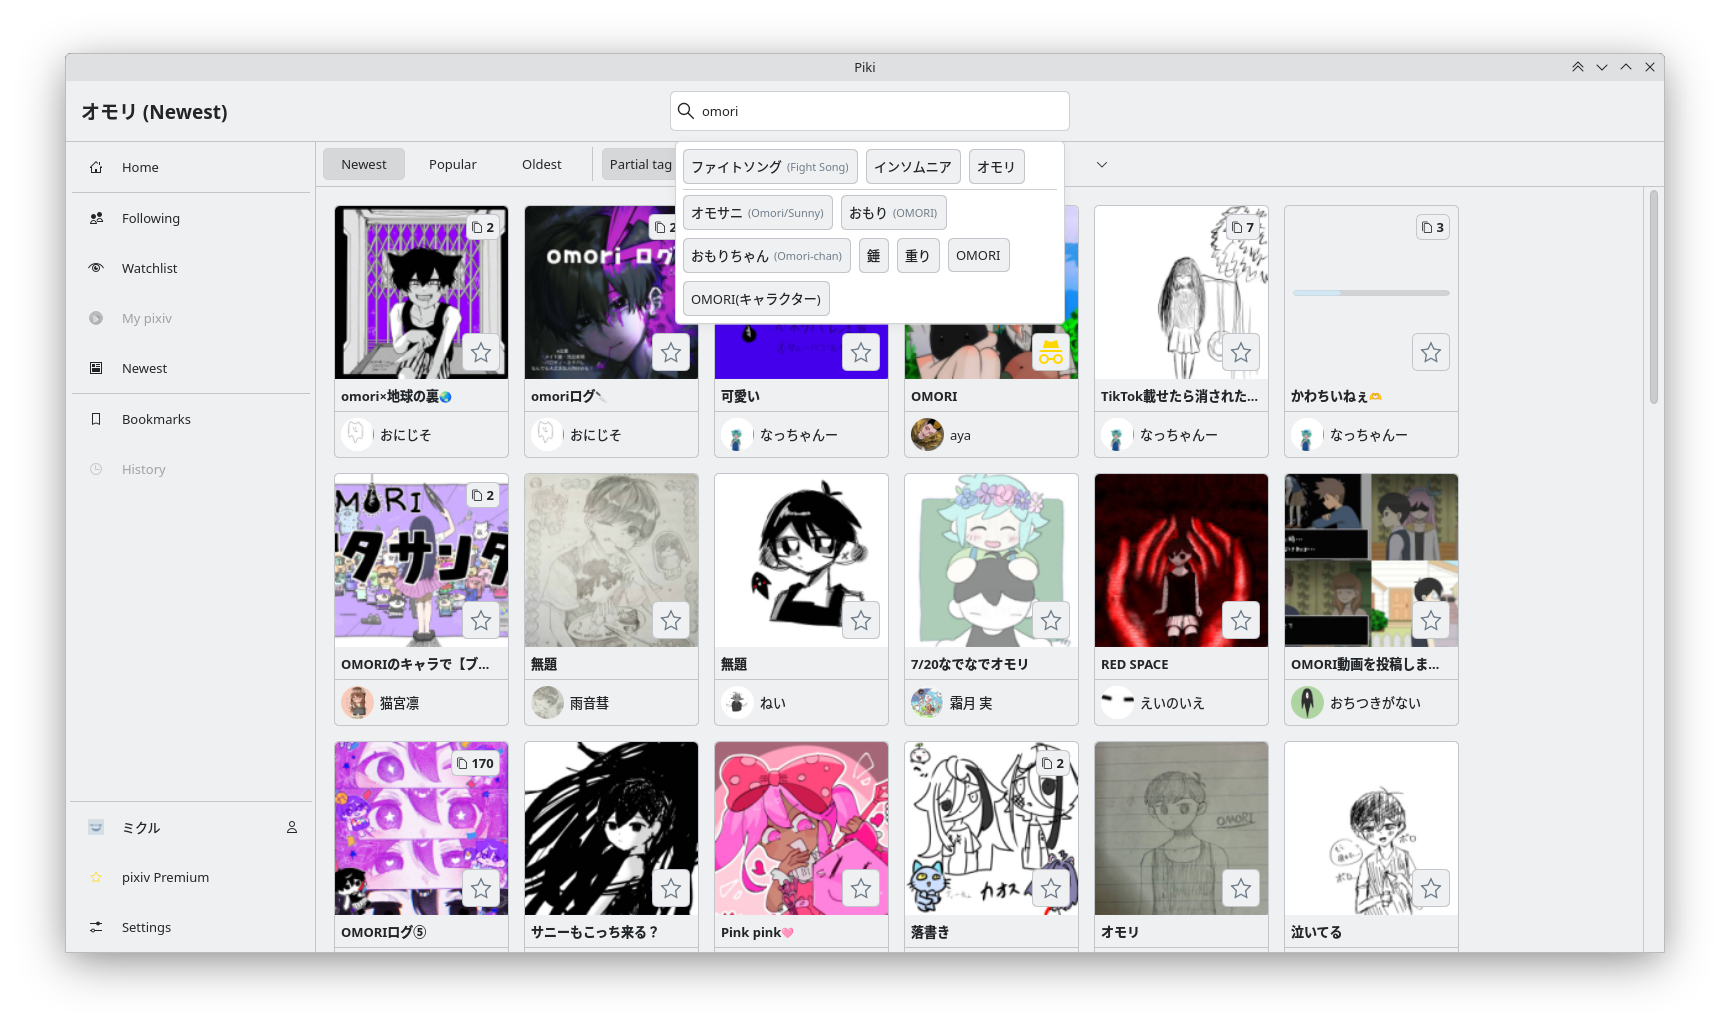 Piki
オモリ (Newest)
omori
Home
Following
Watchlist
My pixiv
Newest
Bookmarks
History
ミクル
pixiv Premium
Settings
Newest Popular Oldest Partial tag
ファイトソング (Fight Song) インソムニア オモリ
オモサニ (Omori/Sunny) おもり (OMORI)
おもりちゃん (Omori-chan) 錘 重り OMORI
OMORI(キャラクター)
2 2 7 3
omori ログ
omori×地球の裏🌏 omoriログ🔪 可愛い OMORI TikTok載せたら消された... かわちいねぇ🫶
おにじそ おにじそ なっちゃんー aya なっちゃんー なっちゃんー
2
OMORI
タサンタ
OMORIのキャラで【ブ... 無題 無題 7/20なでなでオモリ RED SPACE OMORI動画を投稿しま...
猫宮凛 雨音彗 ねい 霜月 実 えいのいえ おちつきがない
170 2
OMORI
カオス
OMORIログ⑤ サニーもこっち来る？ Pink pink🩷 落書き オモリ 泣いてる